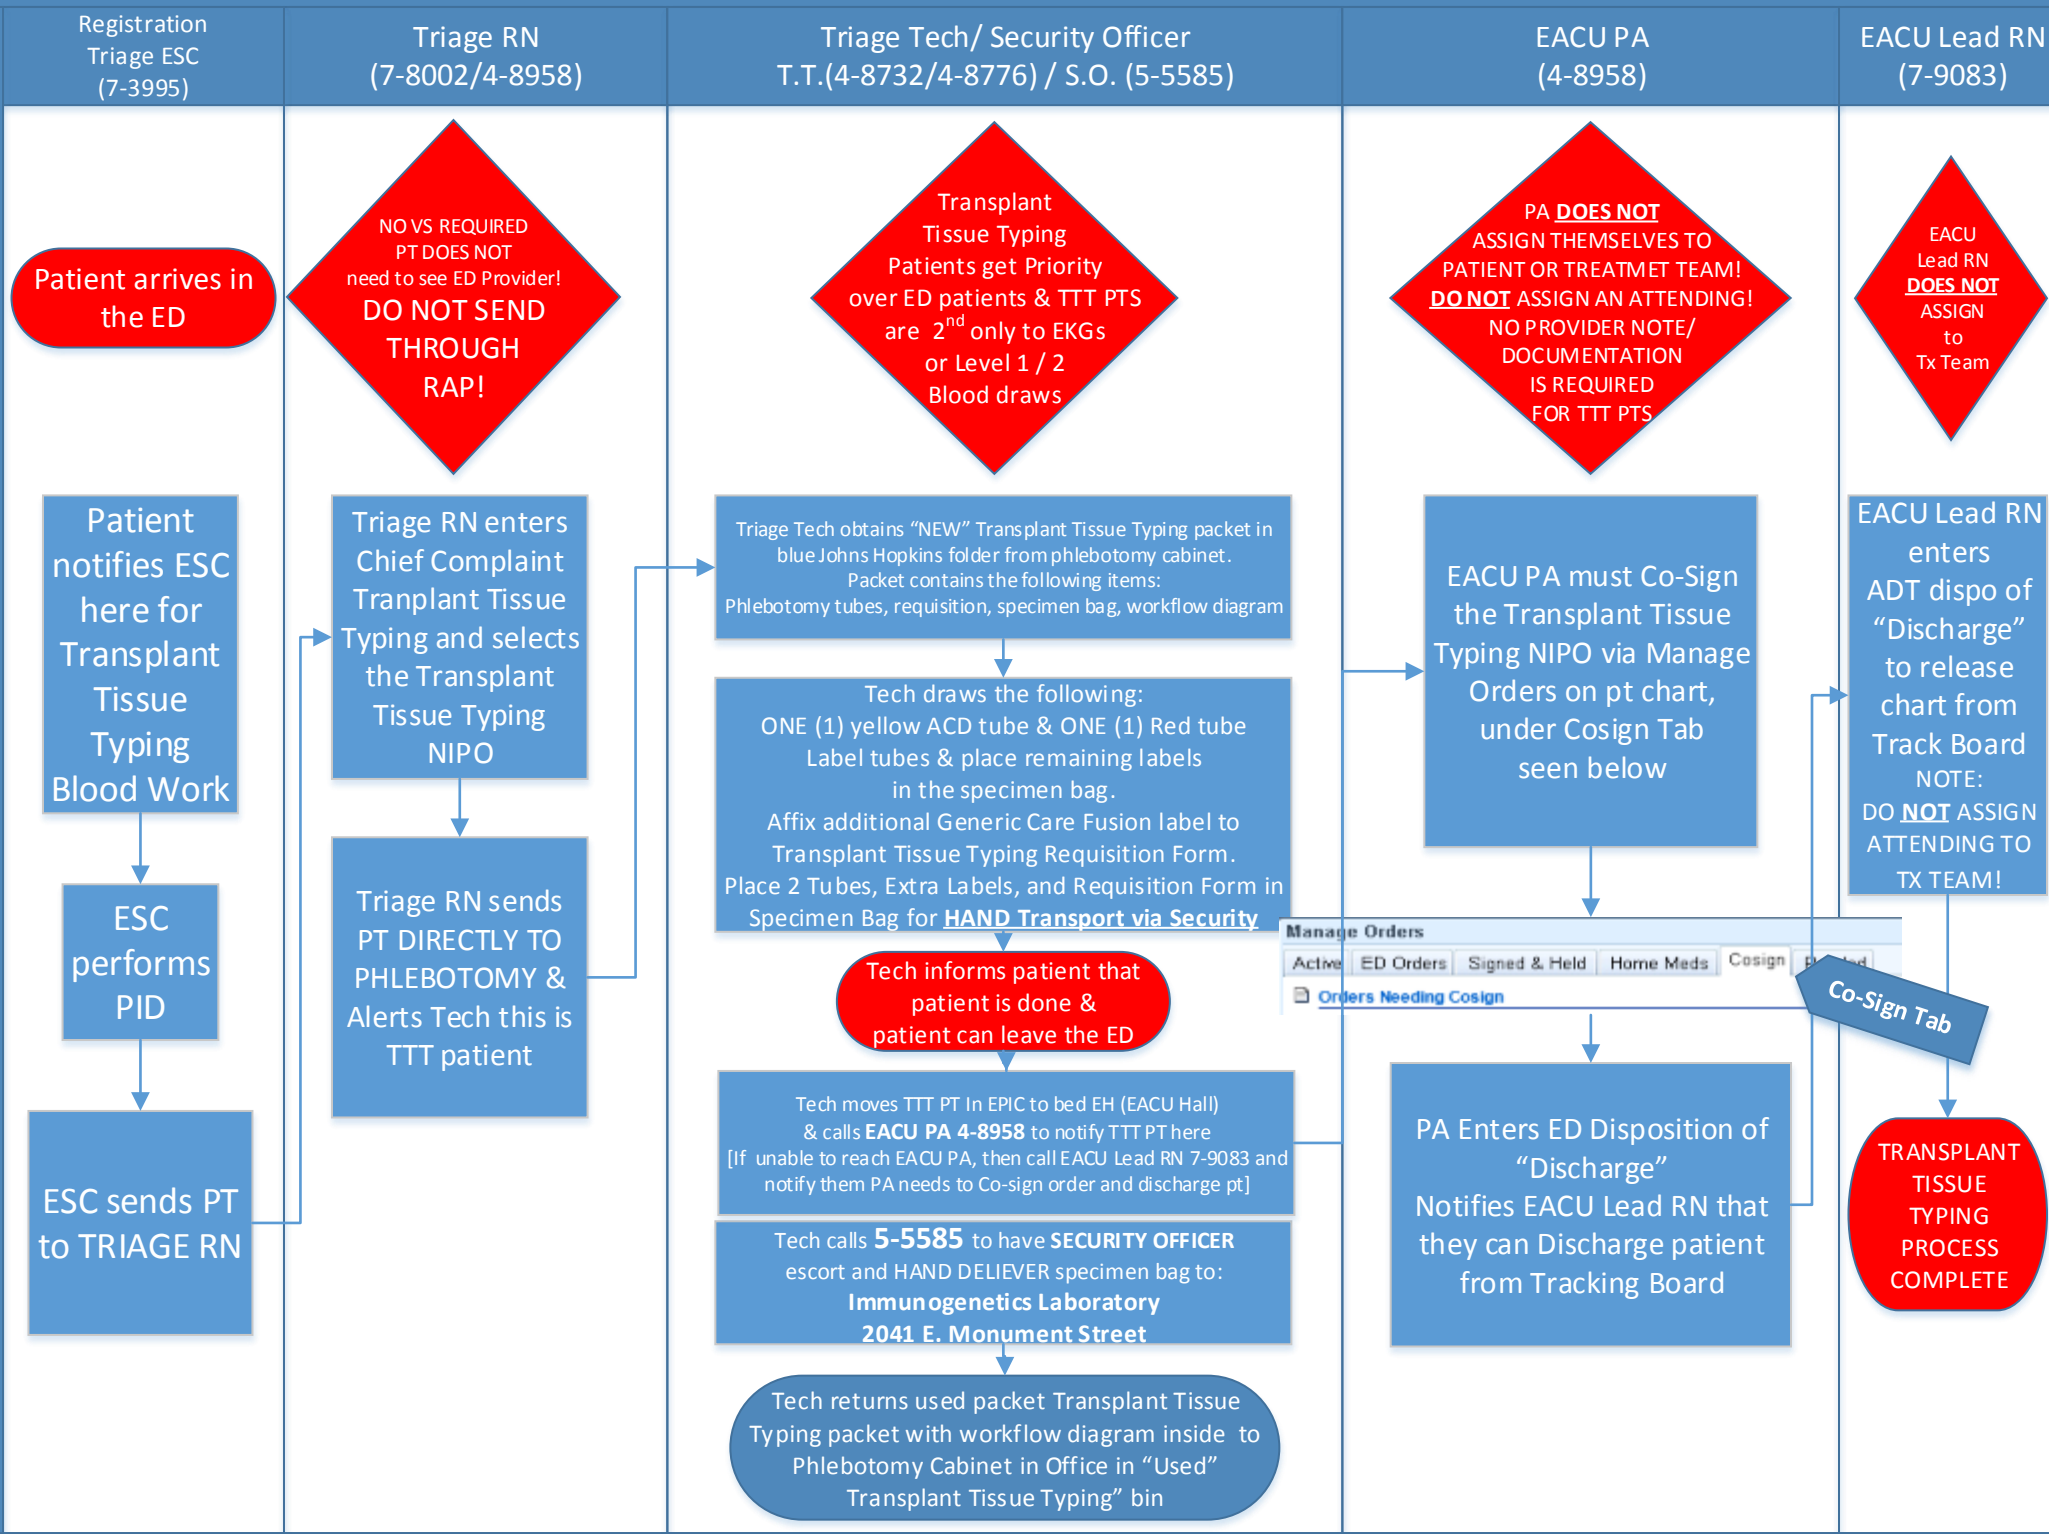 Registration
Triage ESC
(7-3995)
Triage RN
(7-8002/4-8958)
Triage Tech/ Security Officer
T.T.(4-8732/4-8776) / S.O. (5-5585)
EACU PA
(4-8958)
EACU Lead RN
(7-9083)
Patient arrives in
the ED
Patient
notifies ESC
here for
Transplant
Tissue
Typing
Blood Work
ESC
performs
PID
ESC sends PT
to TRIAGE RN
NO VS REQUIRED
PT DOES NOT
need to see ED Provider!
DO NOT SEND
THROUGH
RAP!
Triage RN enters
Chief Complaint
Tranplant Tissue
Typing and selects
the Transplant
Tissue Typing
NIPO
Triage RN sends
PT DIRECTLY TO
PHLEBOTOMY &
Alerts Tech this is
TTT patient
Transplant
Tissue Typing
Patients get Priority
over ED patients & TTT PTS
are 2nd only to EKGs
or Level 1 / 2
Blood draws
Triage Tech obtains “NEW” Transplant Tissue Typing packet in
blue Johns Hopkins folder from phlebotomy cabinet.
Packet contains the following items:
Phlebotomy tubes, requisition, specimen bag, workflow diagram
Tech draws the following:
ONE (1) yellow ACD tube & ONE (1) Red tube
Label tubes & place remaining labels
in the specimen bag.
Affix additional Generic Care Fusion label to
Transplant Tissue Typing Requisition Form.
Place 2 Tubes, Extra Labels, and Requisition Form in
Specimen Bag for HAND Transport via Security
Tech informs patient that
patient is done &
patient can leave the ED
Tech moves TTT PT In EPIC to bed EH (EACU Hall)
& calls EACU PA 4-8958 to notify TTT PT here
[If unable to reach EACU PA, then call EACU Lead RN 7-9083 and
notify them PA needs to Co-sign order and discharge pt]
Tech calls 5-5585 to have SECURITY OFFICER
escort and HAND DELIEVER specimen bag to:
Immunogenetics Laboratory
2041 E. Monument Street
Tech returns used packet Transplant Tissue
Typing packet with workflow diagram inside to
Phlebotomy Cabinet in Office in “Used”
Transplant Tissue Typing” bin
PA DOES NOT
ASSIGN THEMSELVES TO
PATIENT OR TREATMET TEAM!
DO NOT ASSIGN AN ATTENDING!
NO PROVIDER NOTE/
DOCUMENTATION
IS REQUIRED
FOR TTT PTS
EACU PA must Co-Sign
the Transplant Tissue
Typing NIPO via Manage
Orders on pt chart,
under Cosign Tab
seen below
Manage Orders
Active ED Orders Signed & Held Home Meds Cosign
Orders Needing Cosign
Co-Sign Tab
PA Enters ED Disposition of
“Discharge”
Notifies EACU Lead RN that
they can Discharge patient
from Tracking Board
EACU
Lead RN
DOES NOT
ASSIGN
to
Tx Team
EACU Lead RN
enters
ADT dispo of
“Discharge”
to release
chart from
Track Board
NOTE:
DO NOT ASSIGN
ATTENDING TO
TX TEAM!
TRANSPLANT
TISSUE
TYPING
PROCESS
COMPLETE